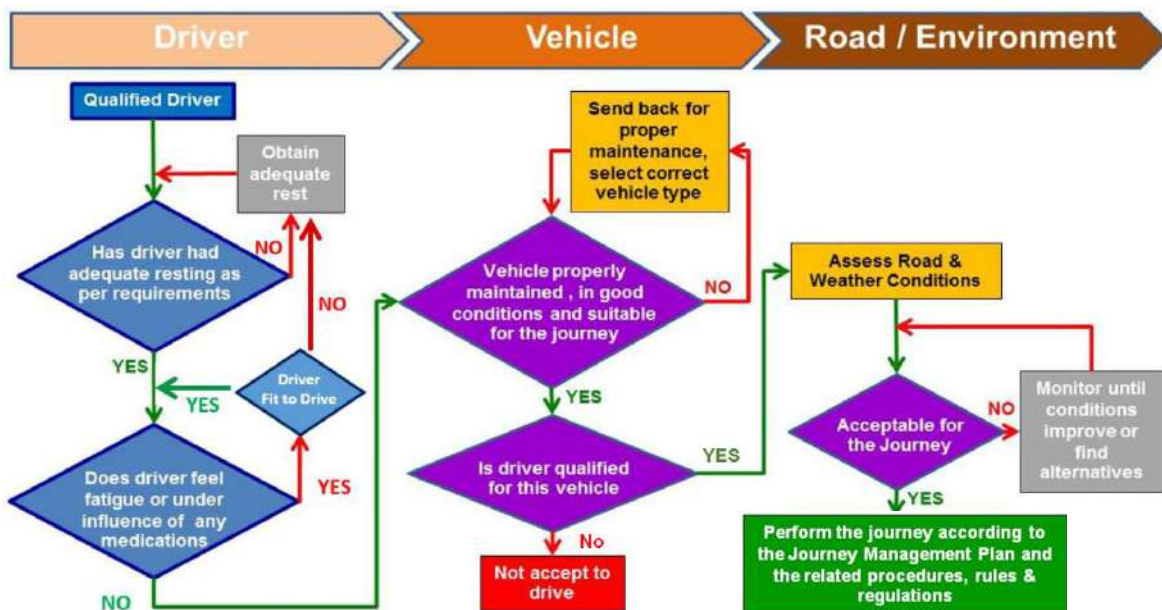 Driver
Vehicle
Road / Environment
Qualified Driver
Obtain
adequate
rest
Has driver had
adequate resting as
per requirements
NO
NO
YES
YES
Driver
Fit to Drive
Does driver feel
fatigue or under
influence of any
medications
YES
NO
Send back for
proper
maintenance,
select correct
vehicle type
Vehicle properly
maintained , in good
conditions and suitable
for the journey
NO
YES
Is driver qualified
for this vehicle
YES
No
Not accept to
drive
Assess Road &
Weather Conditions
Acceptable for
the Journey
NO
Monitor until
conditions
improve or
find
alternatives
YES
Perform the journey according to
the Journey Management Plan and
the related procedures, rules &
regulations